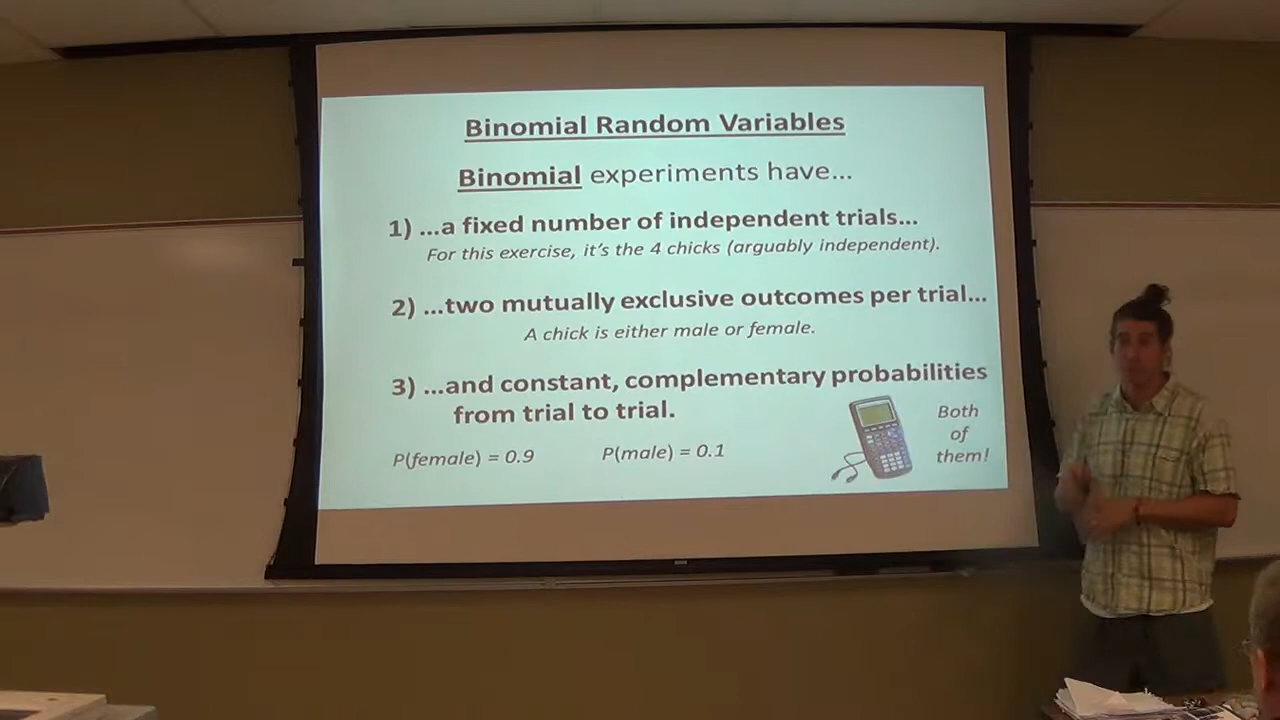 Binomial Random Variables
Binomial experiments have...
1) ...a fixed number of independent trials...
For this exercise, it's the 4 chicks (arguably independent).
2) ...two mutually exclusive outcomes per trial...
A chick is either male or female.
3) ...and constant, complementary probabilities
from trial to trial.
P(female) = 0.9 P(male) = 0.1
Both
of
them!